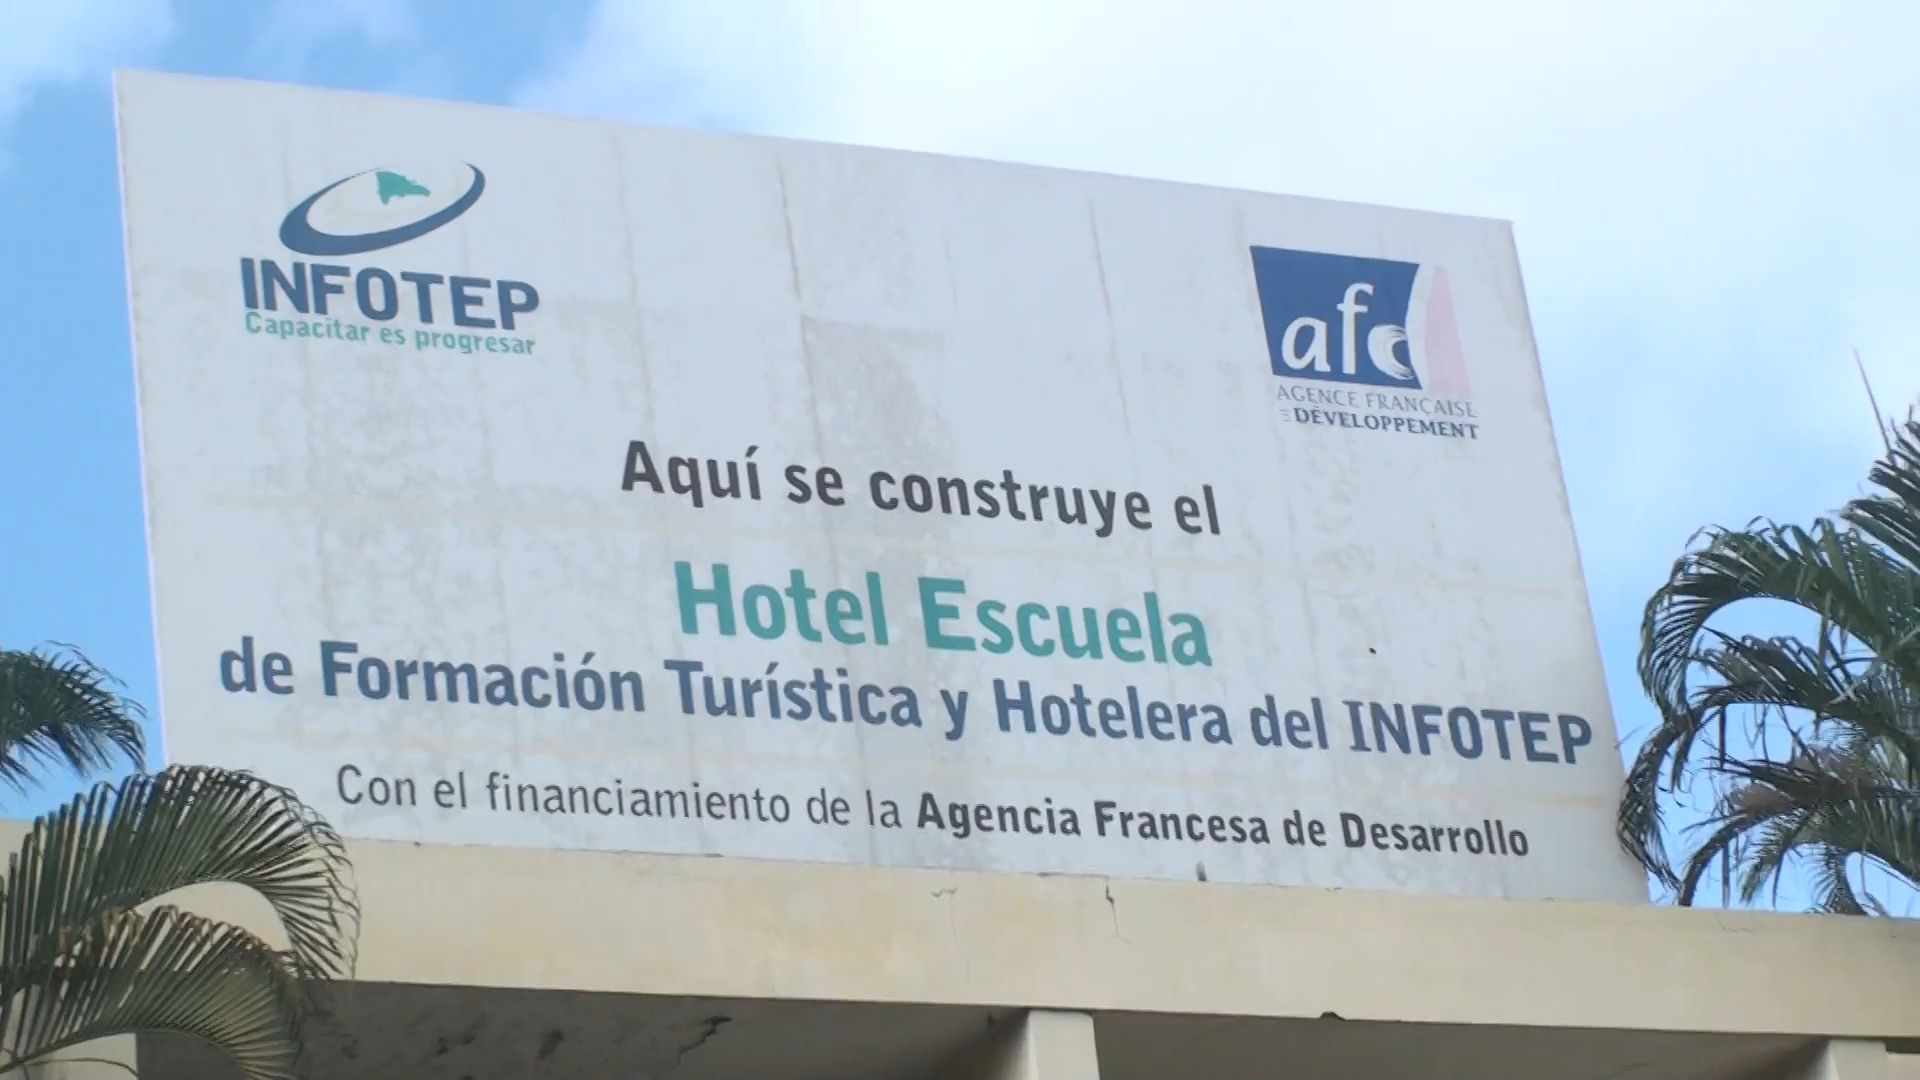 INFOTEP
Capacitar es progresar
afd
AGENCE FRANÇAISE
DE DÉVELOPPEMENT
Aquí se construye el
Hotel Escuela
de Formación Turística y Hotelera del INFOTEP
Con el financiamiento de la Agencia Francesa de Desarrollo